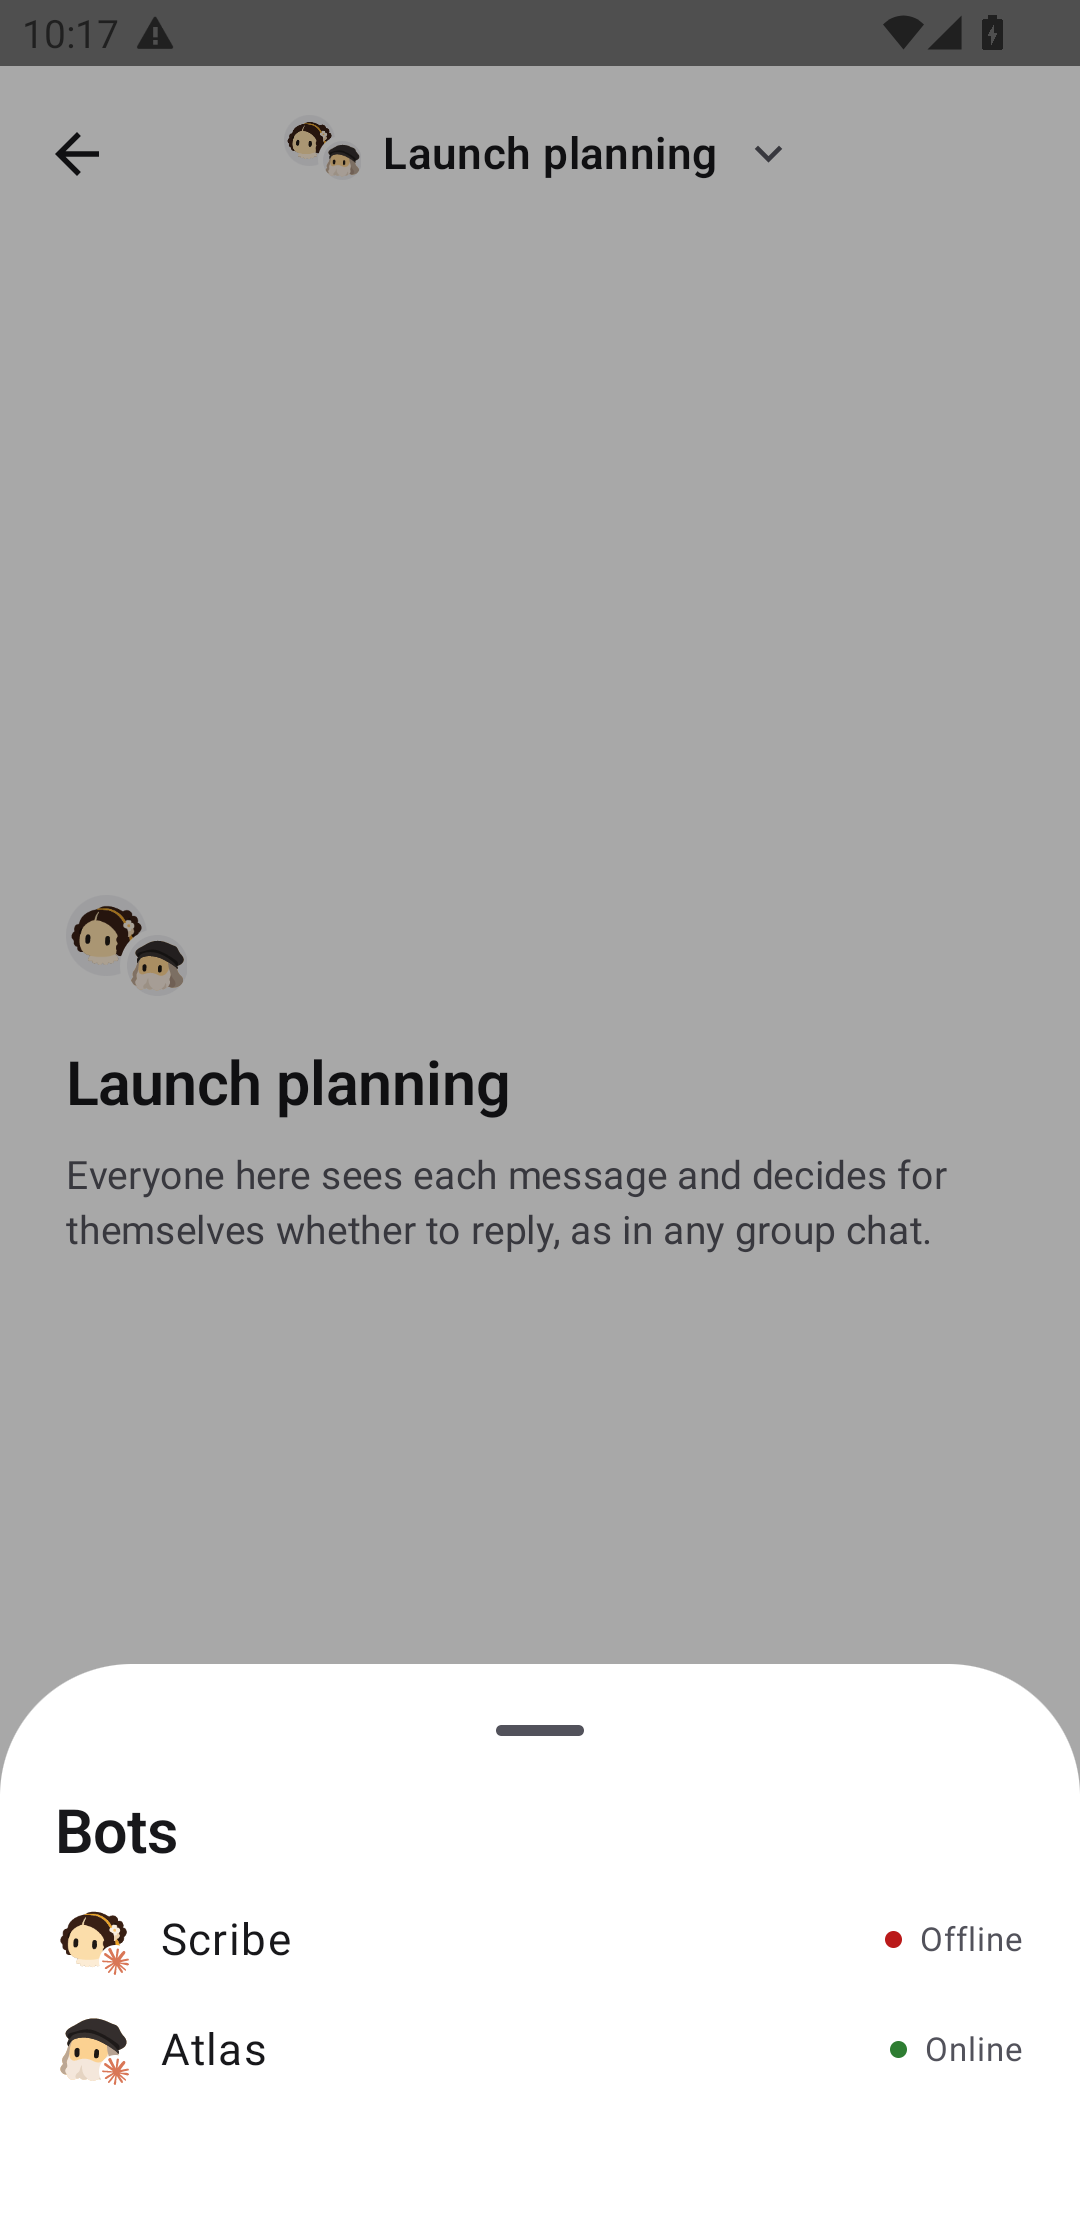 10:17
Launch planning
Launch planning
Everyone here sees each message and decides for
themselves whether to reply, as in any group chat.
Bots
Scribe
Offline
Atlas
Online